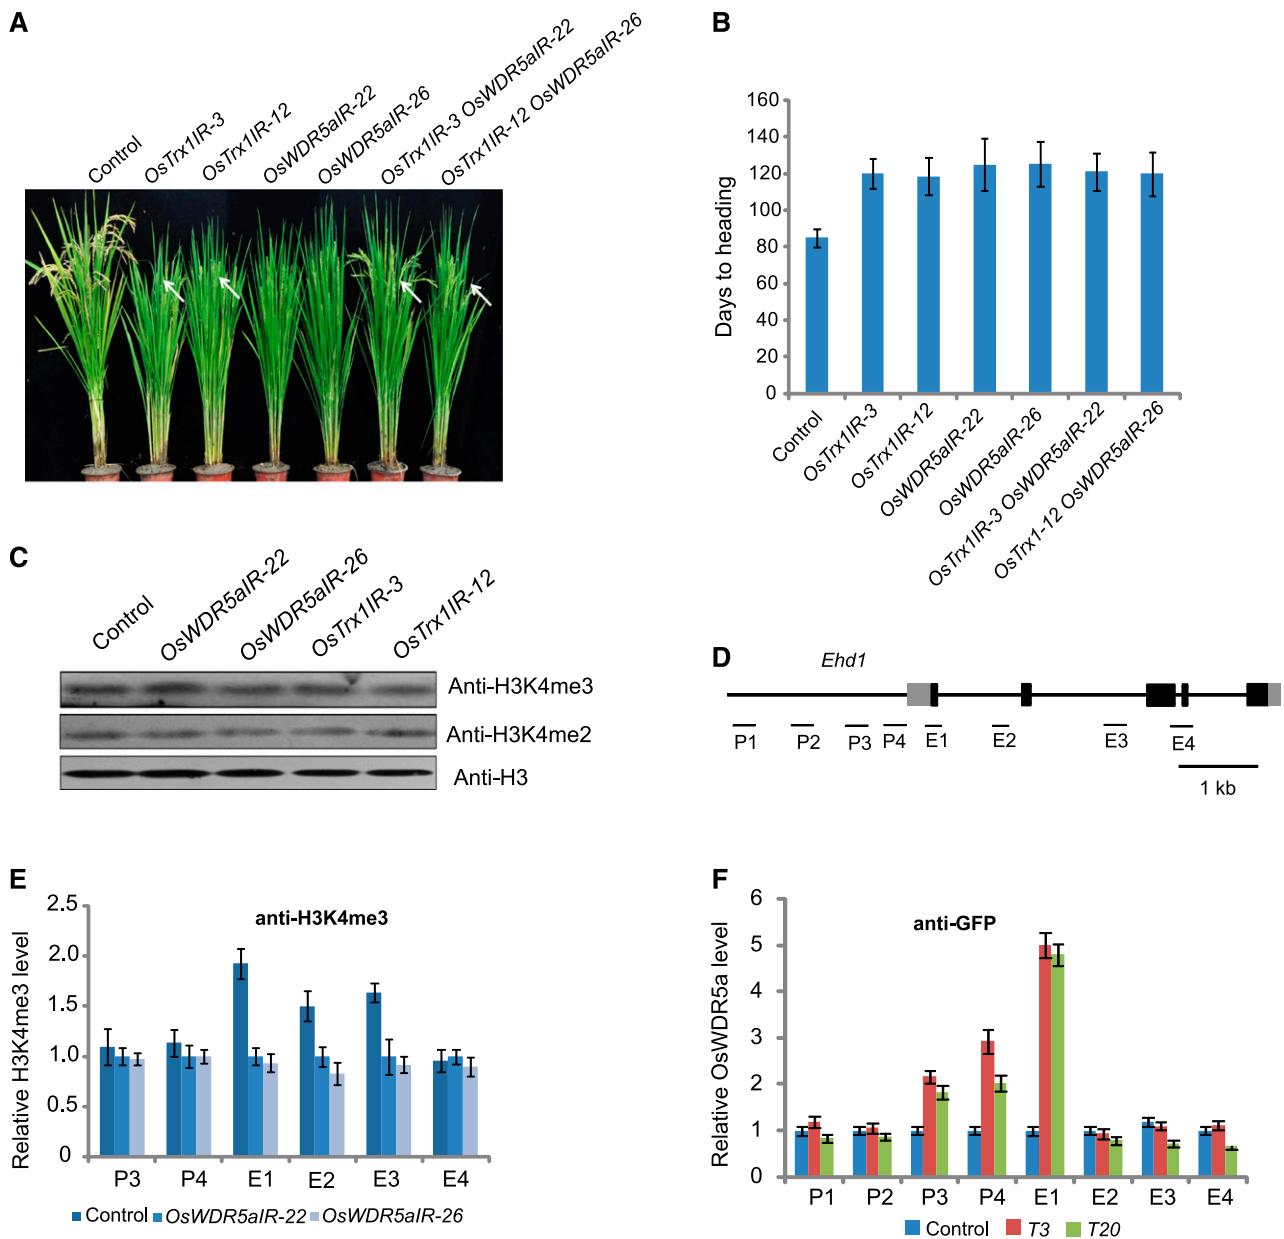 A
Control
OsTrx1IR-3
OsTrx1IR-12
OsWDR5aIR-22
OsWDR5aIR-26
OsTrx1IR-3 OsWDR5aIR-22
OsTrx1IR-12 OsWDR5aIR-26
B
Days to heading
160
140
120
100
80
60
40
20
0
Control
OsTrx1IR-3
OsTrx1IR-12
OsWDR5aIR-22
OsWDR5aIR-26
OsTrx1IR-3 OsWDR5aIR-22
OsTrx1-12 OsWDR5aIR-26
C
Control
OsWDR5aIR-22
OsWDR5aIR-26
OsTrx1IR-3
OsTrx1IR-12
Anti-H3K4me3
Anti-H3K4me2
Anti-H3
D
Ehd1
P1 P2 P3 P4 E1 E2 E3 E4
1 kb
E
anti-H3K4me3
Relative H3K4me3 level
2.5
2.0
1.5
1.0
0.5
0
P3 P4 E1 E2 E3 E4
Control OsWDR5aIR-22 OsWDR5aIR-26
F
anti-GFP
Relative OsWDR5a level
6
5
4
3
2
1
0
P1 P2 P3 P4 E1 E2 E3 E4
Control T3 T20